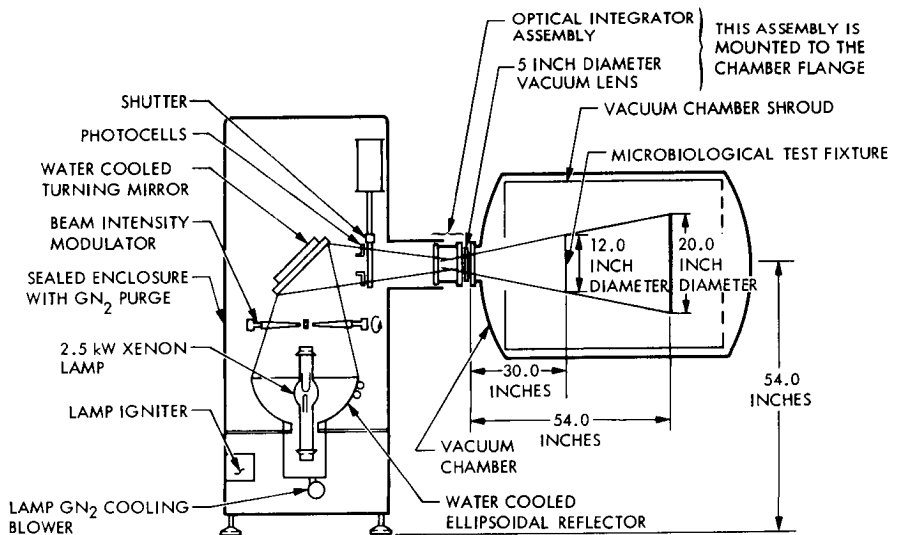 OPTICAL INTEGRATOR
ASSEMBLY
THIS ASSEMBLY IS
MOUNTED TO THE
CHAMBER FLANGE
5 INCH DIAMETER
VACUUM LENS
SHUTTER
PHOTOCELLS
WATER COOLED
TURNING MIRROR
BEAM INTENSITY
MODULATOR
SEALED ENCLOSURE
WITH GN2 PURGE
2.5 kW XENON
LAMP
LAMP IGNITER
LAMP GN2 COOLING
BLOWER
VACUUM CHAMBER SHROUD
MICROBIOLOGICAL TEST FIXTURE
12.0
INCH
DIAMETER
20.0
INCH
DIAMETER
30.0
INCHES
54.0
INCHES
54.0
INCHES
VACUUM
CHAMBER
WATER COOLED
ELLIPSOIDAL REFLECTOR